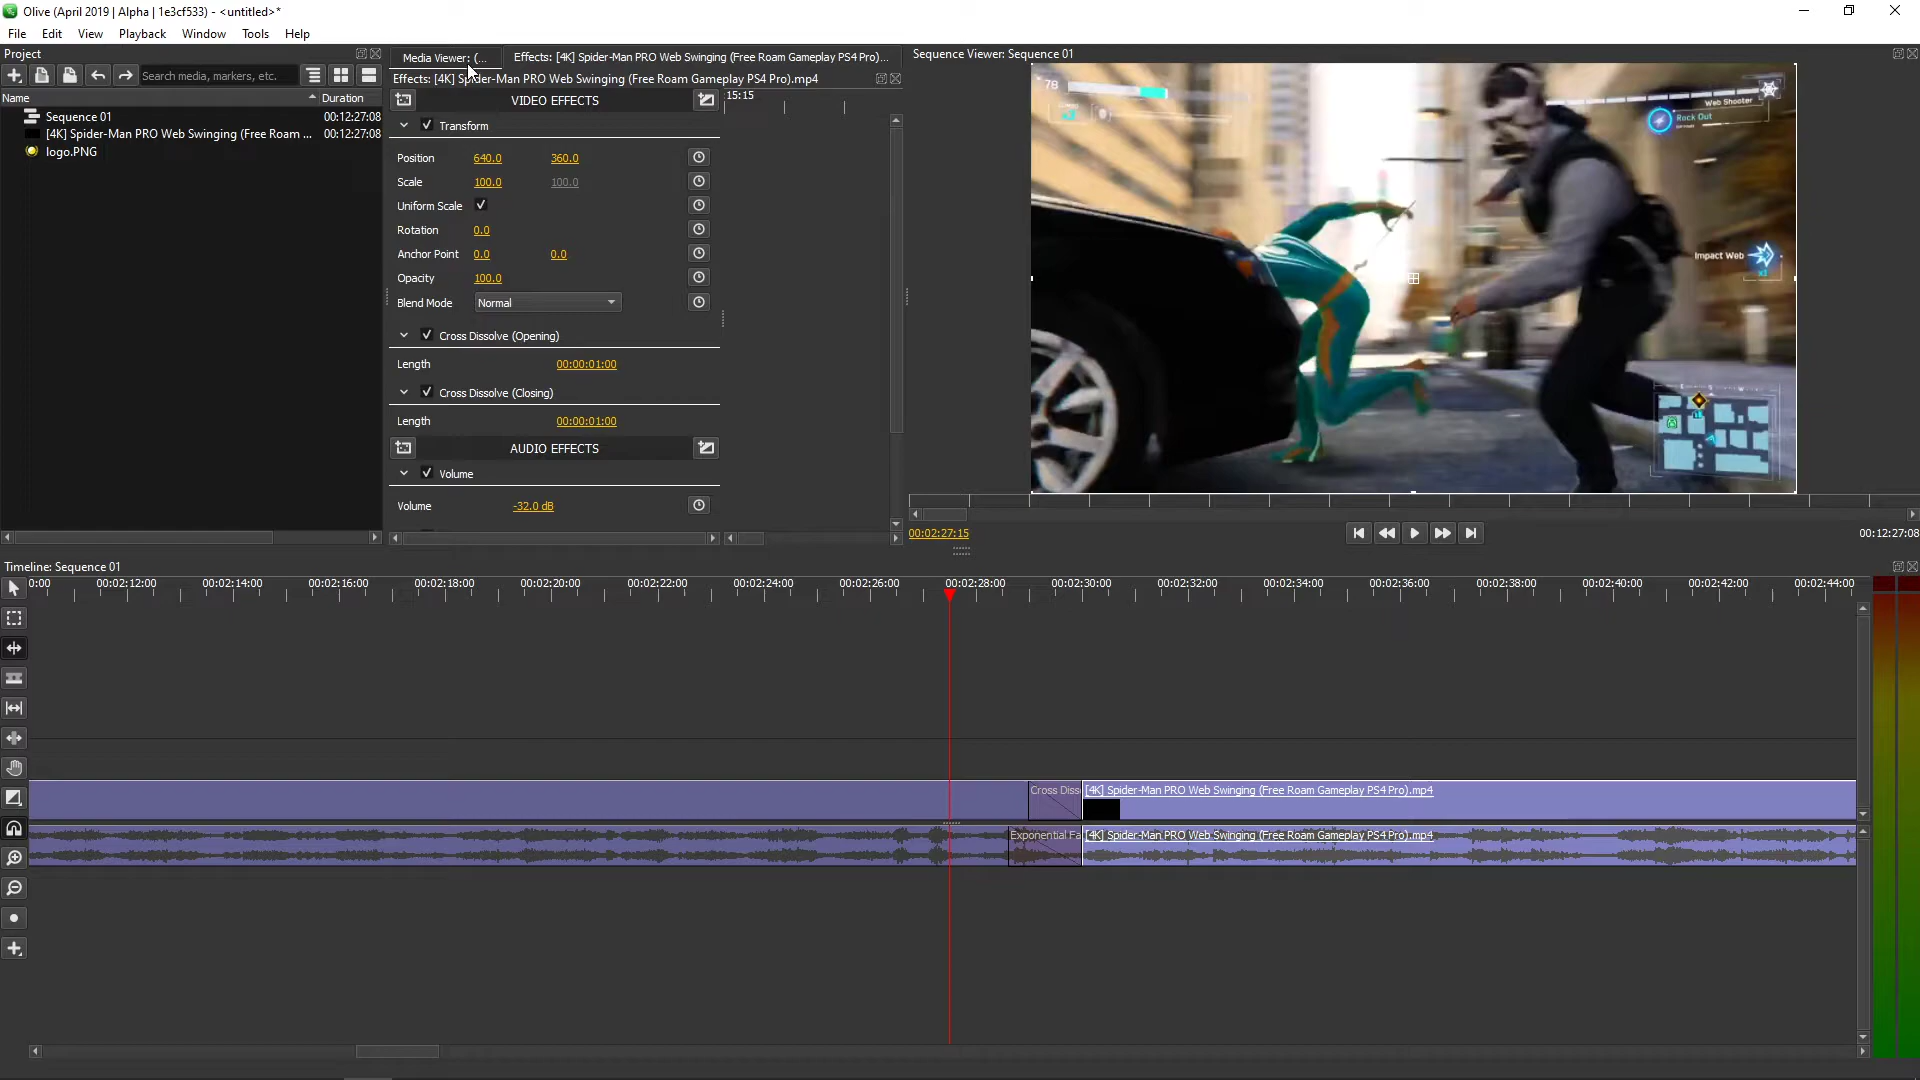 Olive (April 2019 | Alpha | 1e3cf533) - <untitled>*
File Edit View Playback Window Tools Help
Project
Search media, markers, etc.
Name Duration
Sequence 01 00:12:27:08
[4K] Spider-Man PRO Web Swinging (Free Roam ... 00:12:27:08
logo.PNG
Media Viewer: (...
Effects: [4K] Spider-Man PRO Web Swinging (Free Roam Gameplay PS4 Pro)...
Effects: [4K] Spider-Man PRO Web Swinging (Free Roam Gameplay PS4 Pro).mp4
VIDEO EFFECTS
:15:15
Transform
Position 640.0 360.0
Scale 100.0 100.0
Uniform Scale
Rotation 0.0
Anchor Point 0.0 0.0
Opacity 100.0
Blend Mode Normal
Cross Dissolve (Opening)
Length 00:00:01:00
Cross Dissolve (Closing)
Length 00:00:01:00
AUDIO EFFECTS
Volume
Volume -32.0 dB
Sequence Viewer: Sequence 01
78
x3
Web Shooter
Rock Out
Impact Web
x3
00:02:27:15
00:12:27:08
Timeline: Sequence 01
0:00 00:02:12:00 00:02:14:00 00:02:16:00 00:02:18:00 00:02:20:00 00:02:22:00 00:02:24:00 00:02:26:00 00:02:28:00 00:02:30:00 00:02:32:00 00:02:34:00 00:02:36:00 00:02:38:00 00:02:40:00 00:02:42:00 00:02:44:00
Cross Diss [4K] Spider-Man PRO Web Swinging (Free Roam Gameplay PS4 Pro).mp4
Exponential Fa [4K] Spider-Man PRO Web Swinging (Free Roam Gameplay PS4 Pro).mp4